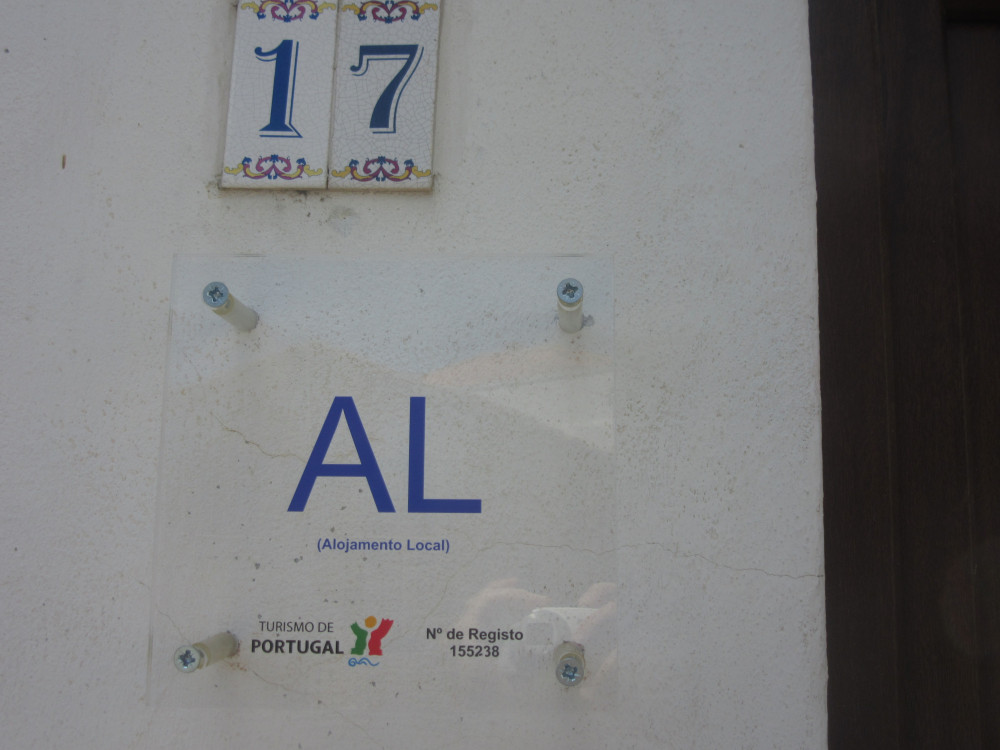 17
AL
(Alojamento Local)
TURISMO DE
PORTUGAL
Nº de Registo
155238